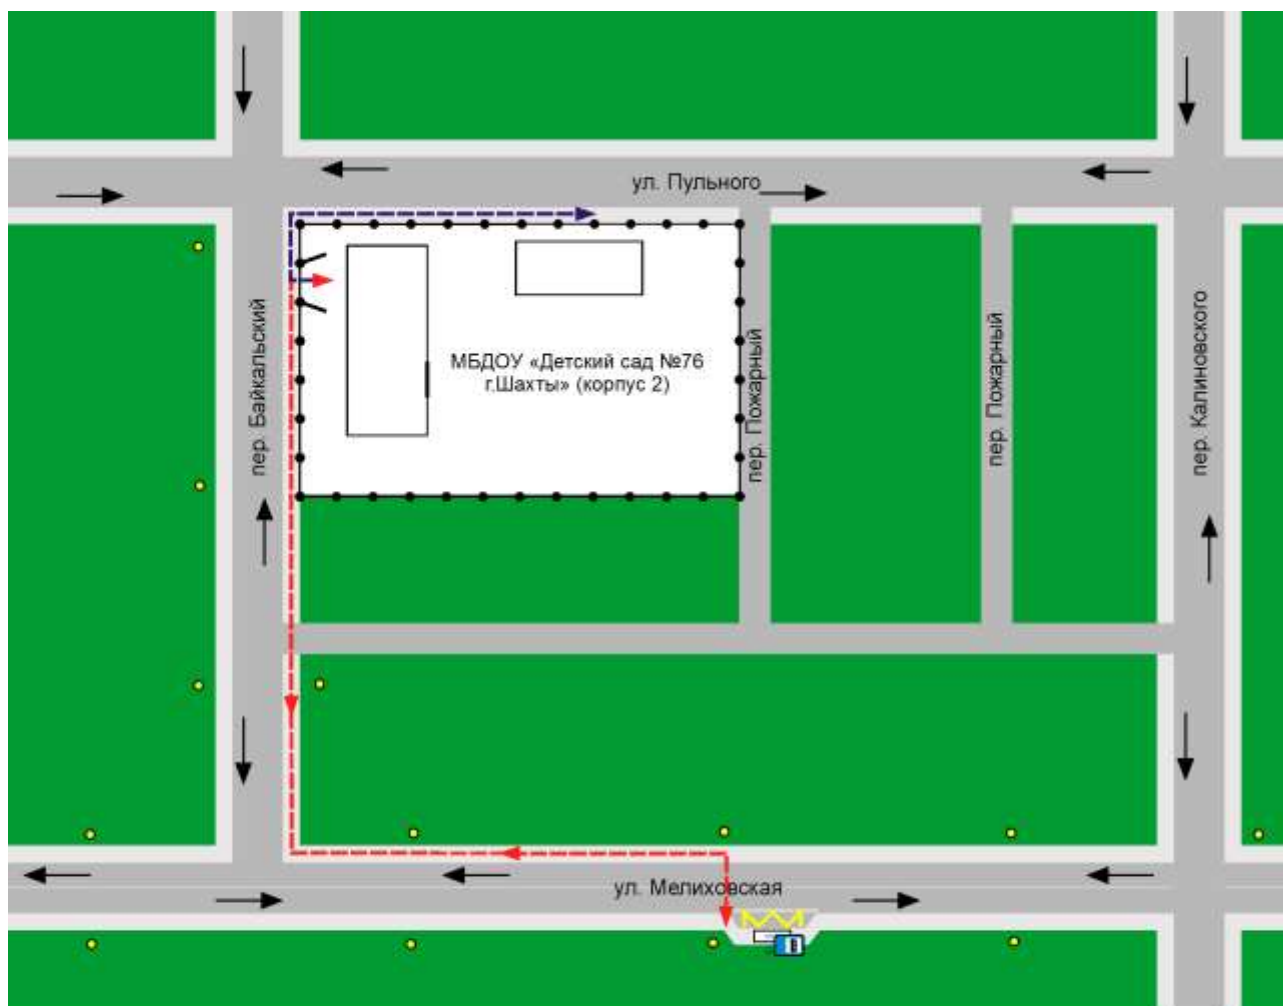 ул. Пульного
пер. Байкальский
МБДОУ «Детский сад №76
г.Шахты» (корпус 2)
пер. Пожарный
пер. Пожарный
пер. Калиновского
ул. Мелиховская